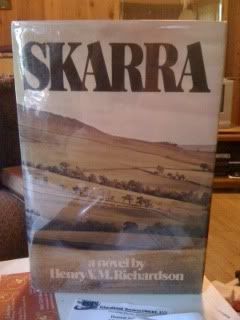 SKARRA
a novel by
Henry V.M. Richardson